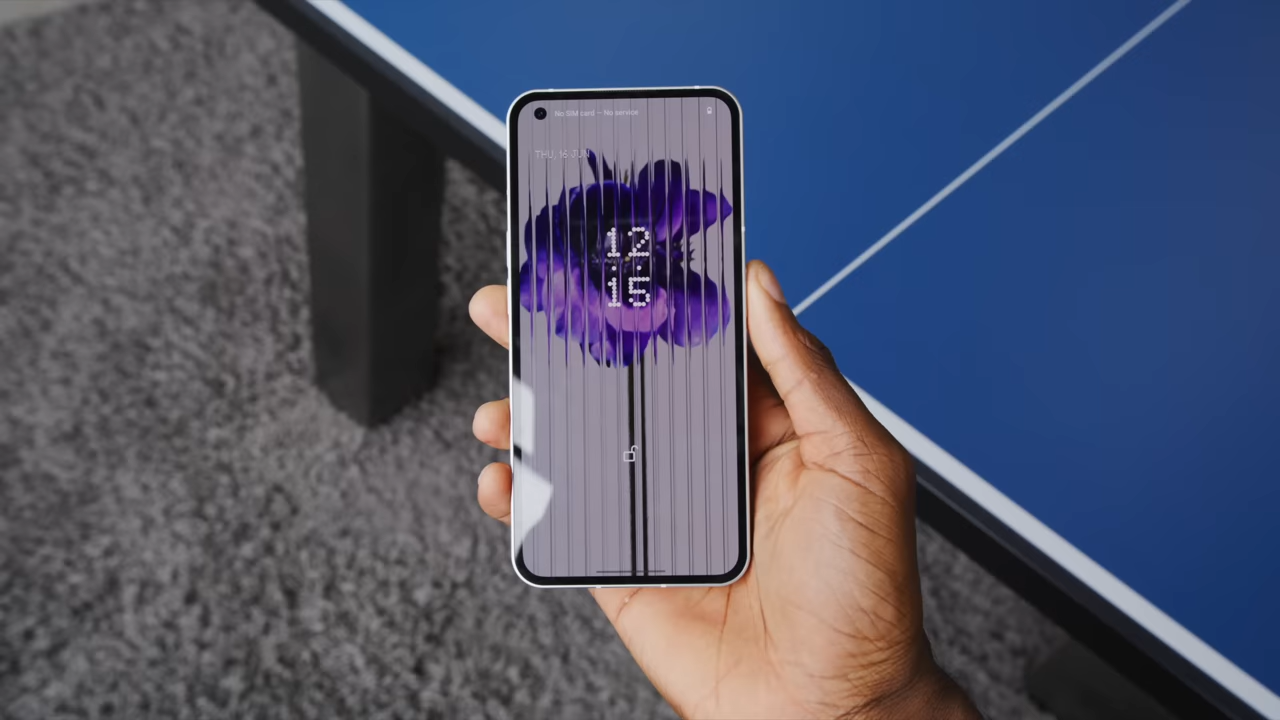 No SIM card — No service
THU, 16 JUN
12
:
15